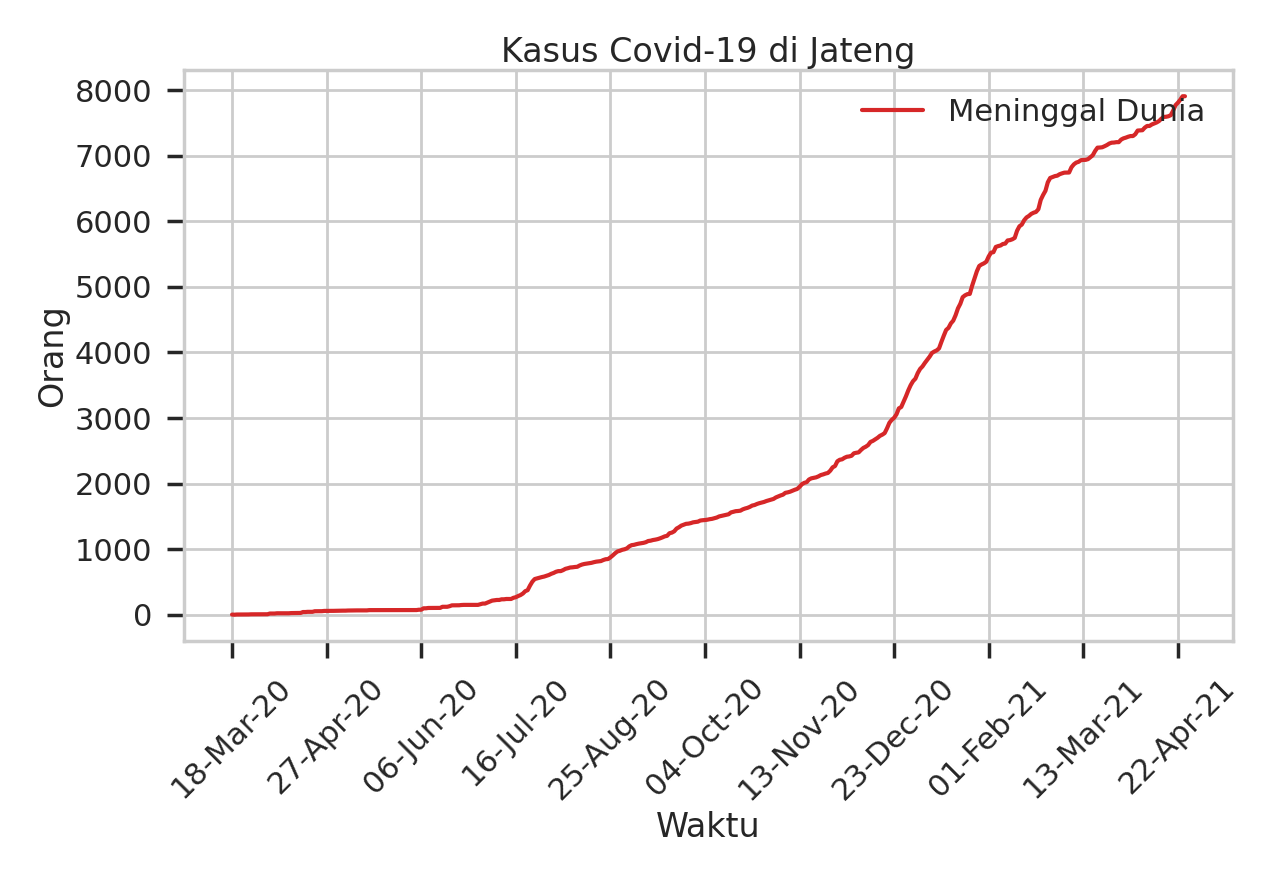 Kasus Covid-19 di Jateng
Meninggal Dunia
Orang
8000
7000
6000
5000
4000
3000
2000
1000
0
18-Mar-20
27-Apr-20
06-Jun-20
16-Jul-20
25-Aug-20
04-Oct-20
13-Nov-20
23-Dec-20
01-Feb-21
13-Mar-21
22-Apr-21
Waktu